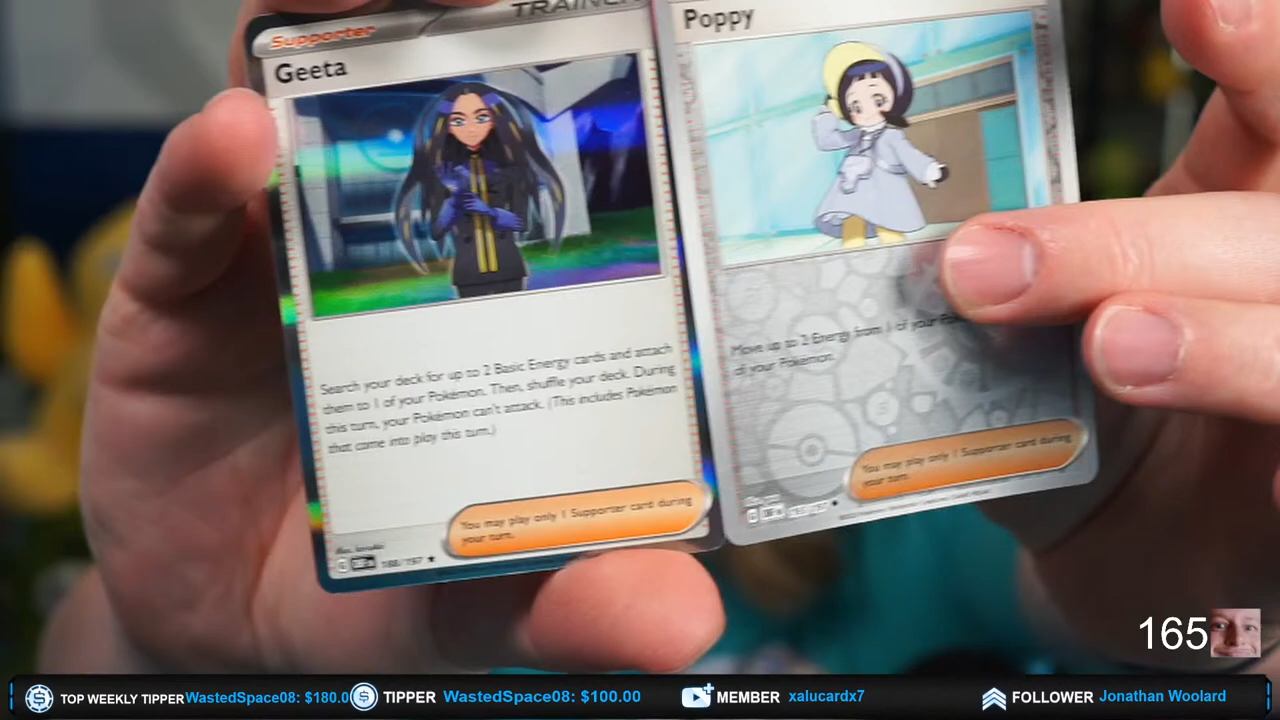 Supporter
TRAINER
Geeta
Search your deck for up to 2 Basic Energy cards and attach
them to 1 of your Pokémon. Then, shuffle your deck. During
this turn, your Pokémon can't attack. (This includes Pokémon
that come into play this turn.)
You may play only 1 Supporter card during
your turn.
188/197
Poppy
Move up to 2 Energy from 1 of your
of your Pokémon.
You may play only 1 Supporter card during
your turn.
165
TOP WEEKLY TIPPER WastedSpace08: $180.0
TIPPER WastedSpace08: $100.00
MEMBER xalucardx7
FOLLOWER Jonathan Woolard